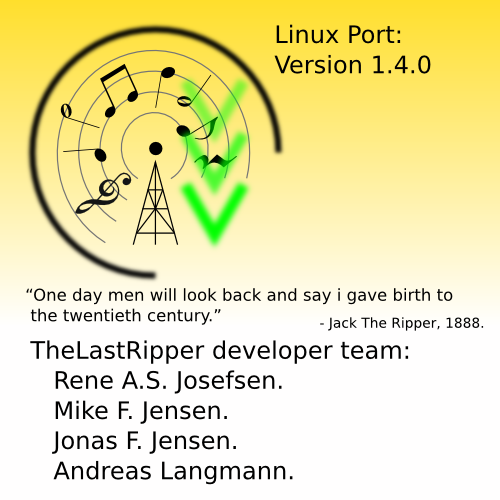 Linux Port:
Version 1.4.0
“One day men will look back and say i gave birth to
the twentieth century.”
- Jack The Ripper, 1888.
TheLastRipper developer team:
Rene A.S. Josefsen.
Mike F. Jensen.
Jonas F. Jensen.
Andreas Langmann.